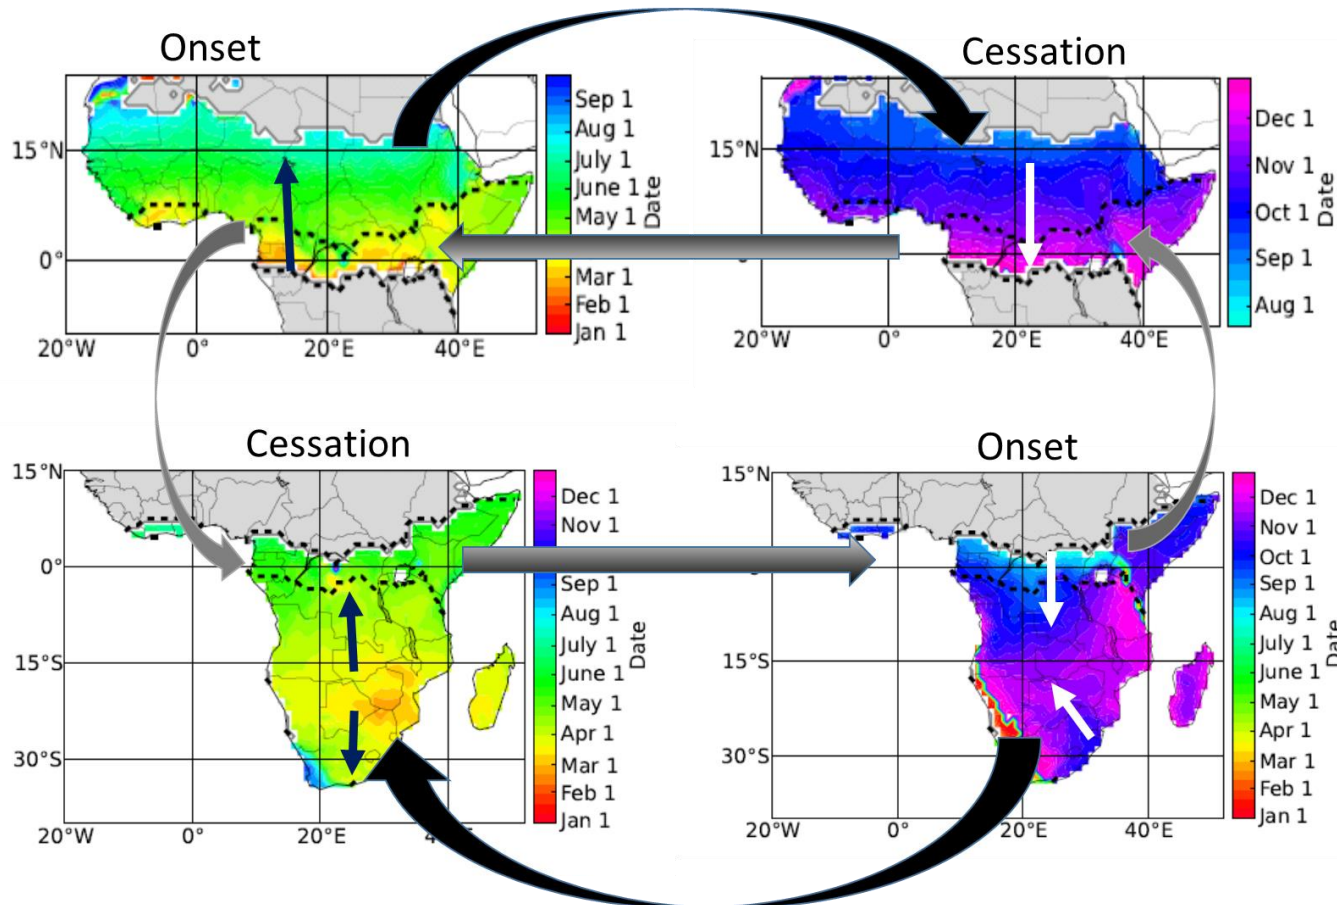 Onset
15°N
0°
20°W
0°
20°E
40°E
Sep 1
Aug 1
July 1
June 1
May 1
Mar 1
Feb 1
Jan 1
Date
Cessation
15°N
20°W
0°
20°E
40°E
Dec 1
Nov 1
Oct 1
Sep 1
Aug 1
Date
Cessation
15°N
0°
15°S
30°S
20°W
0°
20°E
Dec 1
Nov 1
Sep 1
Aug 1
July 1
June 1
May 1
Apr 1
Mar 1
Feb 1
Jan 1
Date
Onset
15°N
0°
15°S
30°S
20°W
0°
20°E
40°E
Dec 1
Nov 1
Oct 1
Sep 1
Aug 1
July 1
June 1
May 1
Apr 1
Mar 1
Feb 1
Jan 1
Date